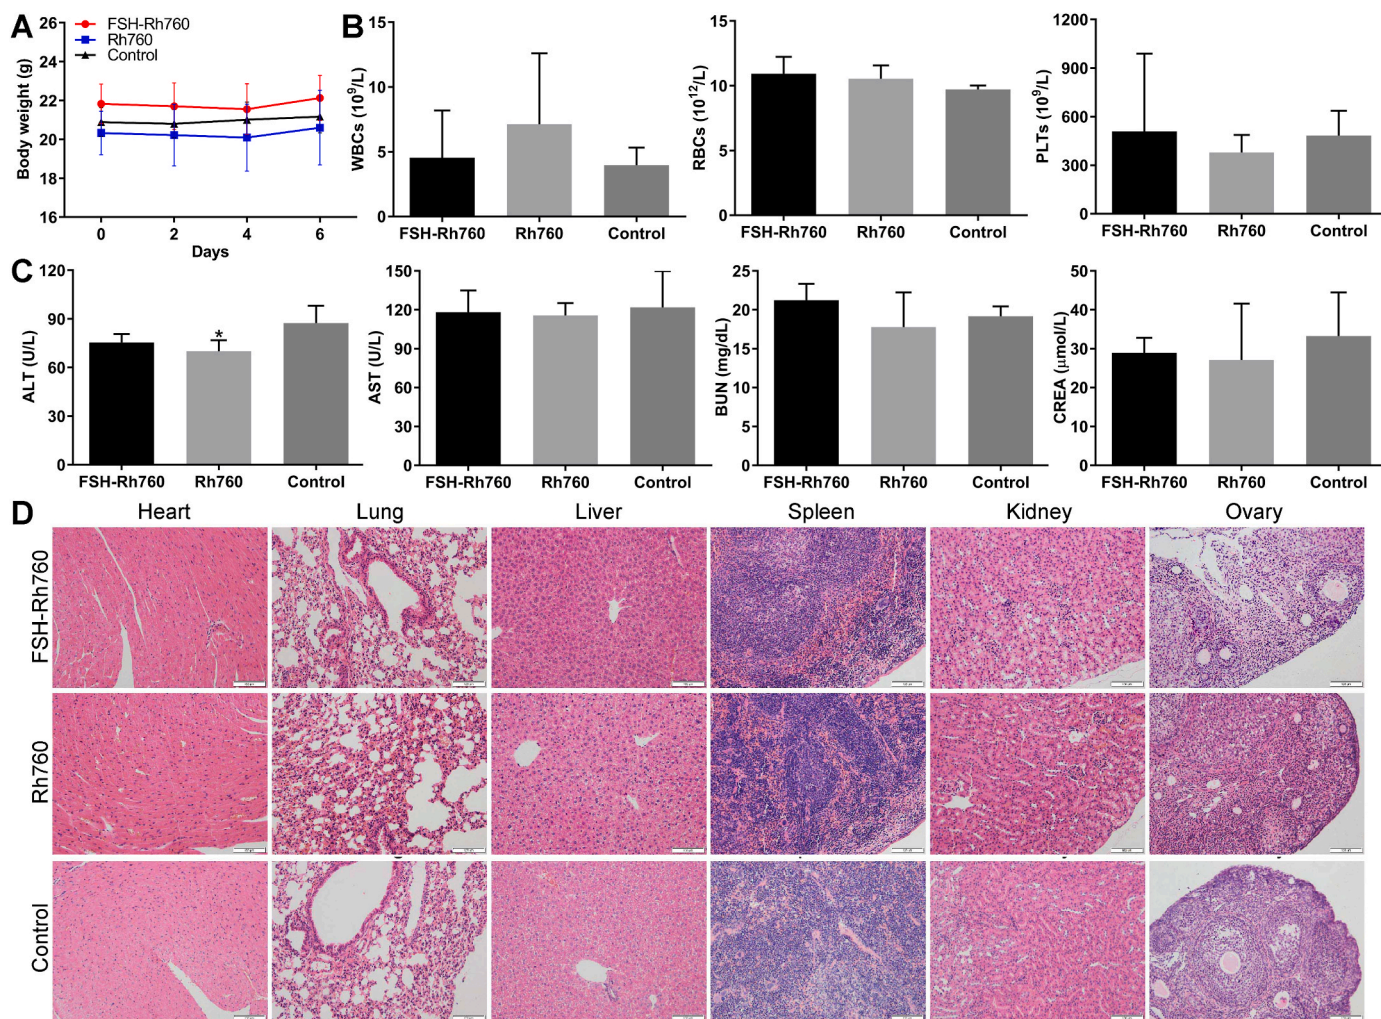 A
FSH-Rh760
Rh760
Control
Body weight (g)
26
24
22
20
18
16
0 2 4 6
Days
B
WBCs (10⁹/L)
15
10
5
0
FSH-Rh760 Rh760 Control
RBCs (10¹²/L)
15
10
5
0
FSH-Rh760 Rh760 Control
PLTs (10⁹/L)
1200
900
600
300
0
FSH-Rh760 Rh760 Control
C
ALT (U/L)
120
90
60
30
0
*
FSH-Rh760 Rh760 Control
AST (U/L)
150
120
90
60
30
0
FSH-Rh760 Rh760 Control
BUN (mg/dL)
25
20
15
10
5
0
FSH-Rh760 Rh760 Control
CREA (μmol/L)
50
40
30
20
10
0
FSH-Rh760 Rh760 Control
D
Heart Lung Liver Spleen Kidney Ovary
FSH-Rh760
Rh760
Control